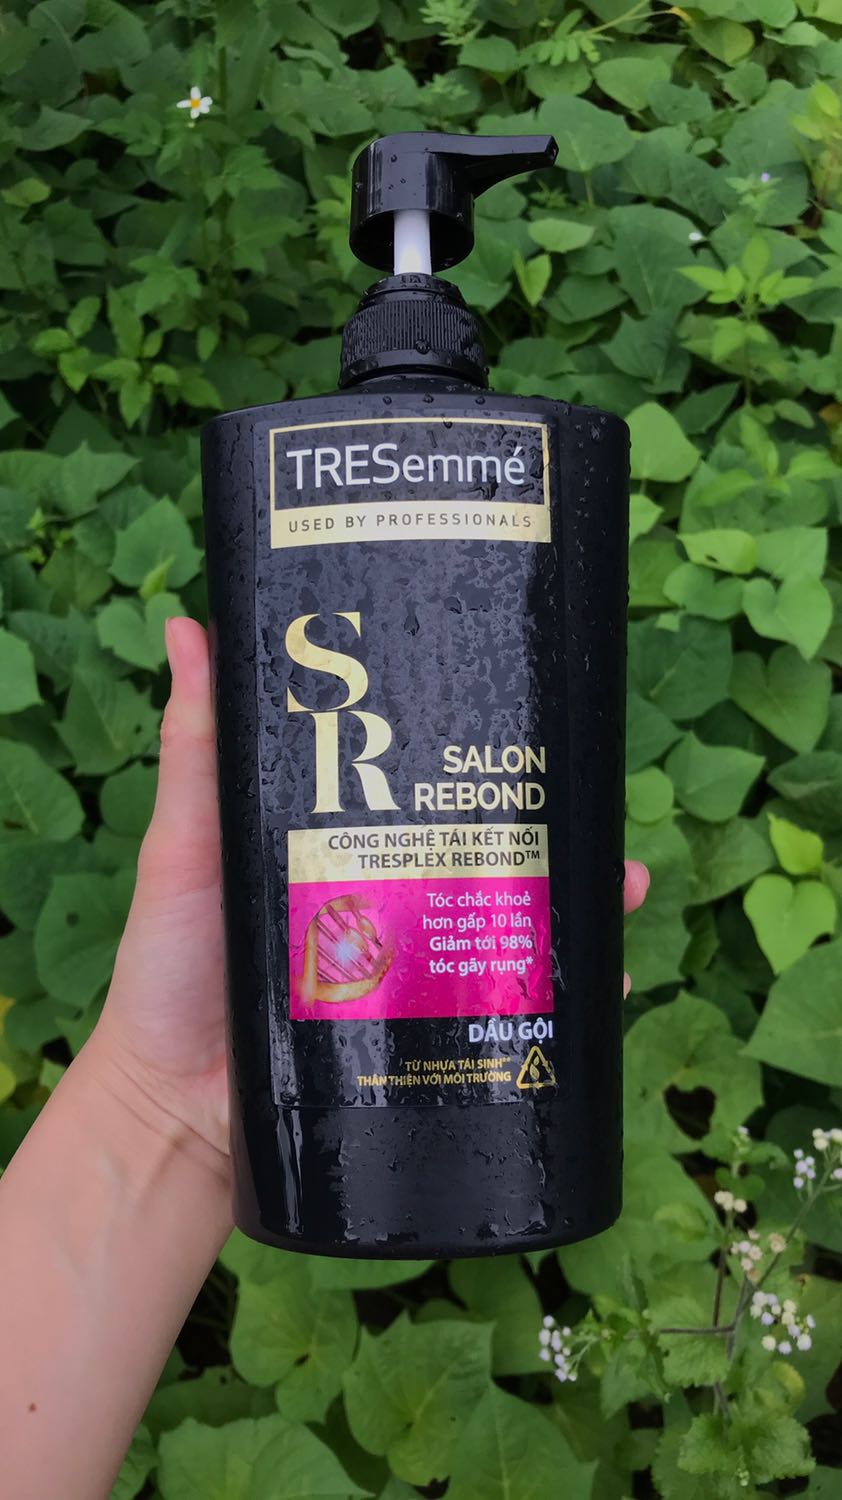 TRESemmé
USED BY PROFESSIONALS
S
R
SALON
REBOND
CÔNG NGHỆ TÁI KẾT NỐI
TRESPLEX REBOND™
Tóc chắc khoẻ
hơn gấp 10 lần
Giảm tới 98%
tóc gãy rụng*
DẦU GỘI
TỪ NHỰA TÁI SINH**
THÂN THIỆN VỚI MÔI TRƯỜNG